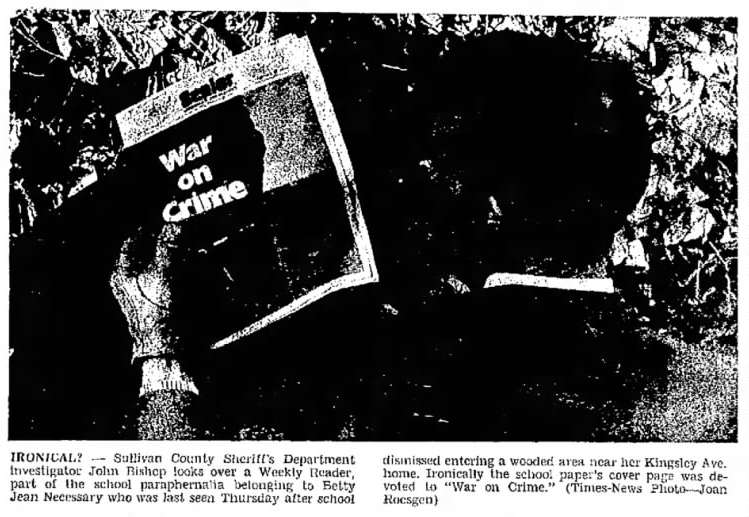 Senior
War
on
Crime
IRONICAL? — Sullivan County Sheriff's Department
investigator John Bishop looks over a Weekly Reader,
part of the school paraphernalia belonging to Betty
Jean Necessary who was last seen Thursday after school
dismissed entering a wooded area near her Kingsley Ave.
home. Ironically the school paper's cover page was de-
voted to "War on Crime." (Times-News Photo—Joan
Roesgen)